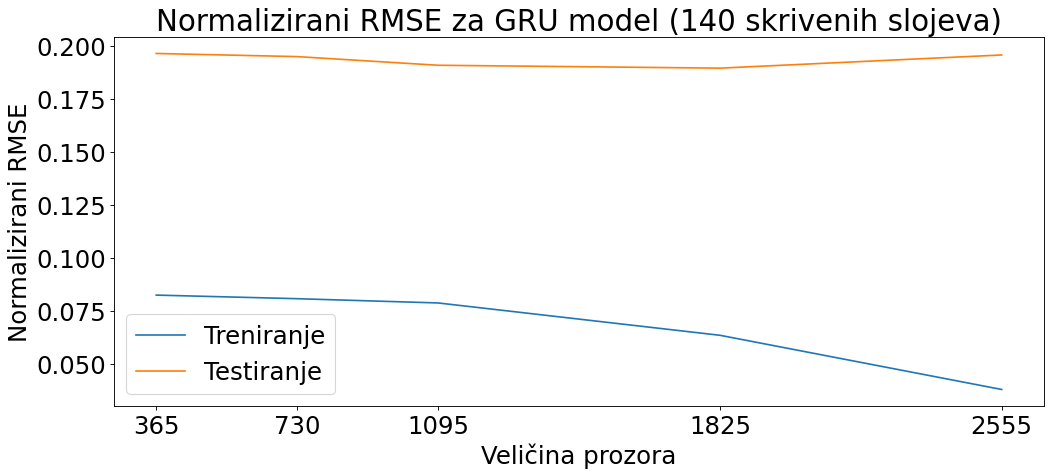 Normalizirani RMSE za GRU model (140 skrivenih slojeva)
Normalizirani RMSE
0.200
0.175
0.150
0.125
0.100
0.075
0.050
Treniranje
Testiranje
365 730 1095 1825 2555
Veličina prozora